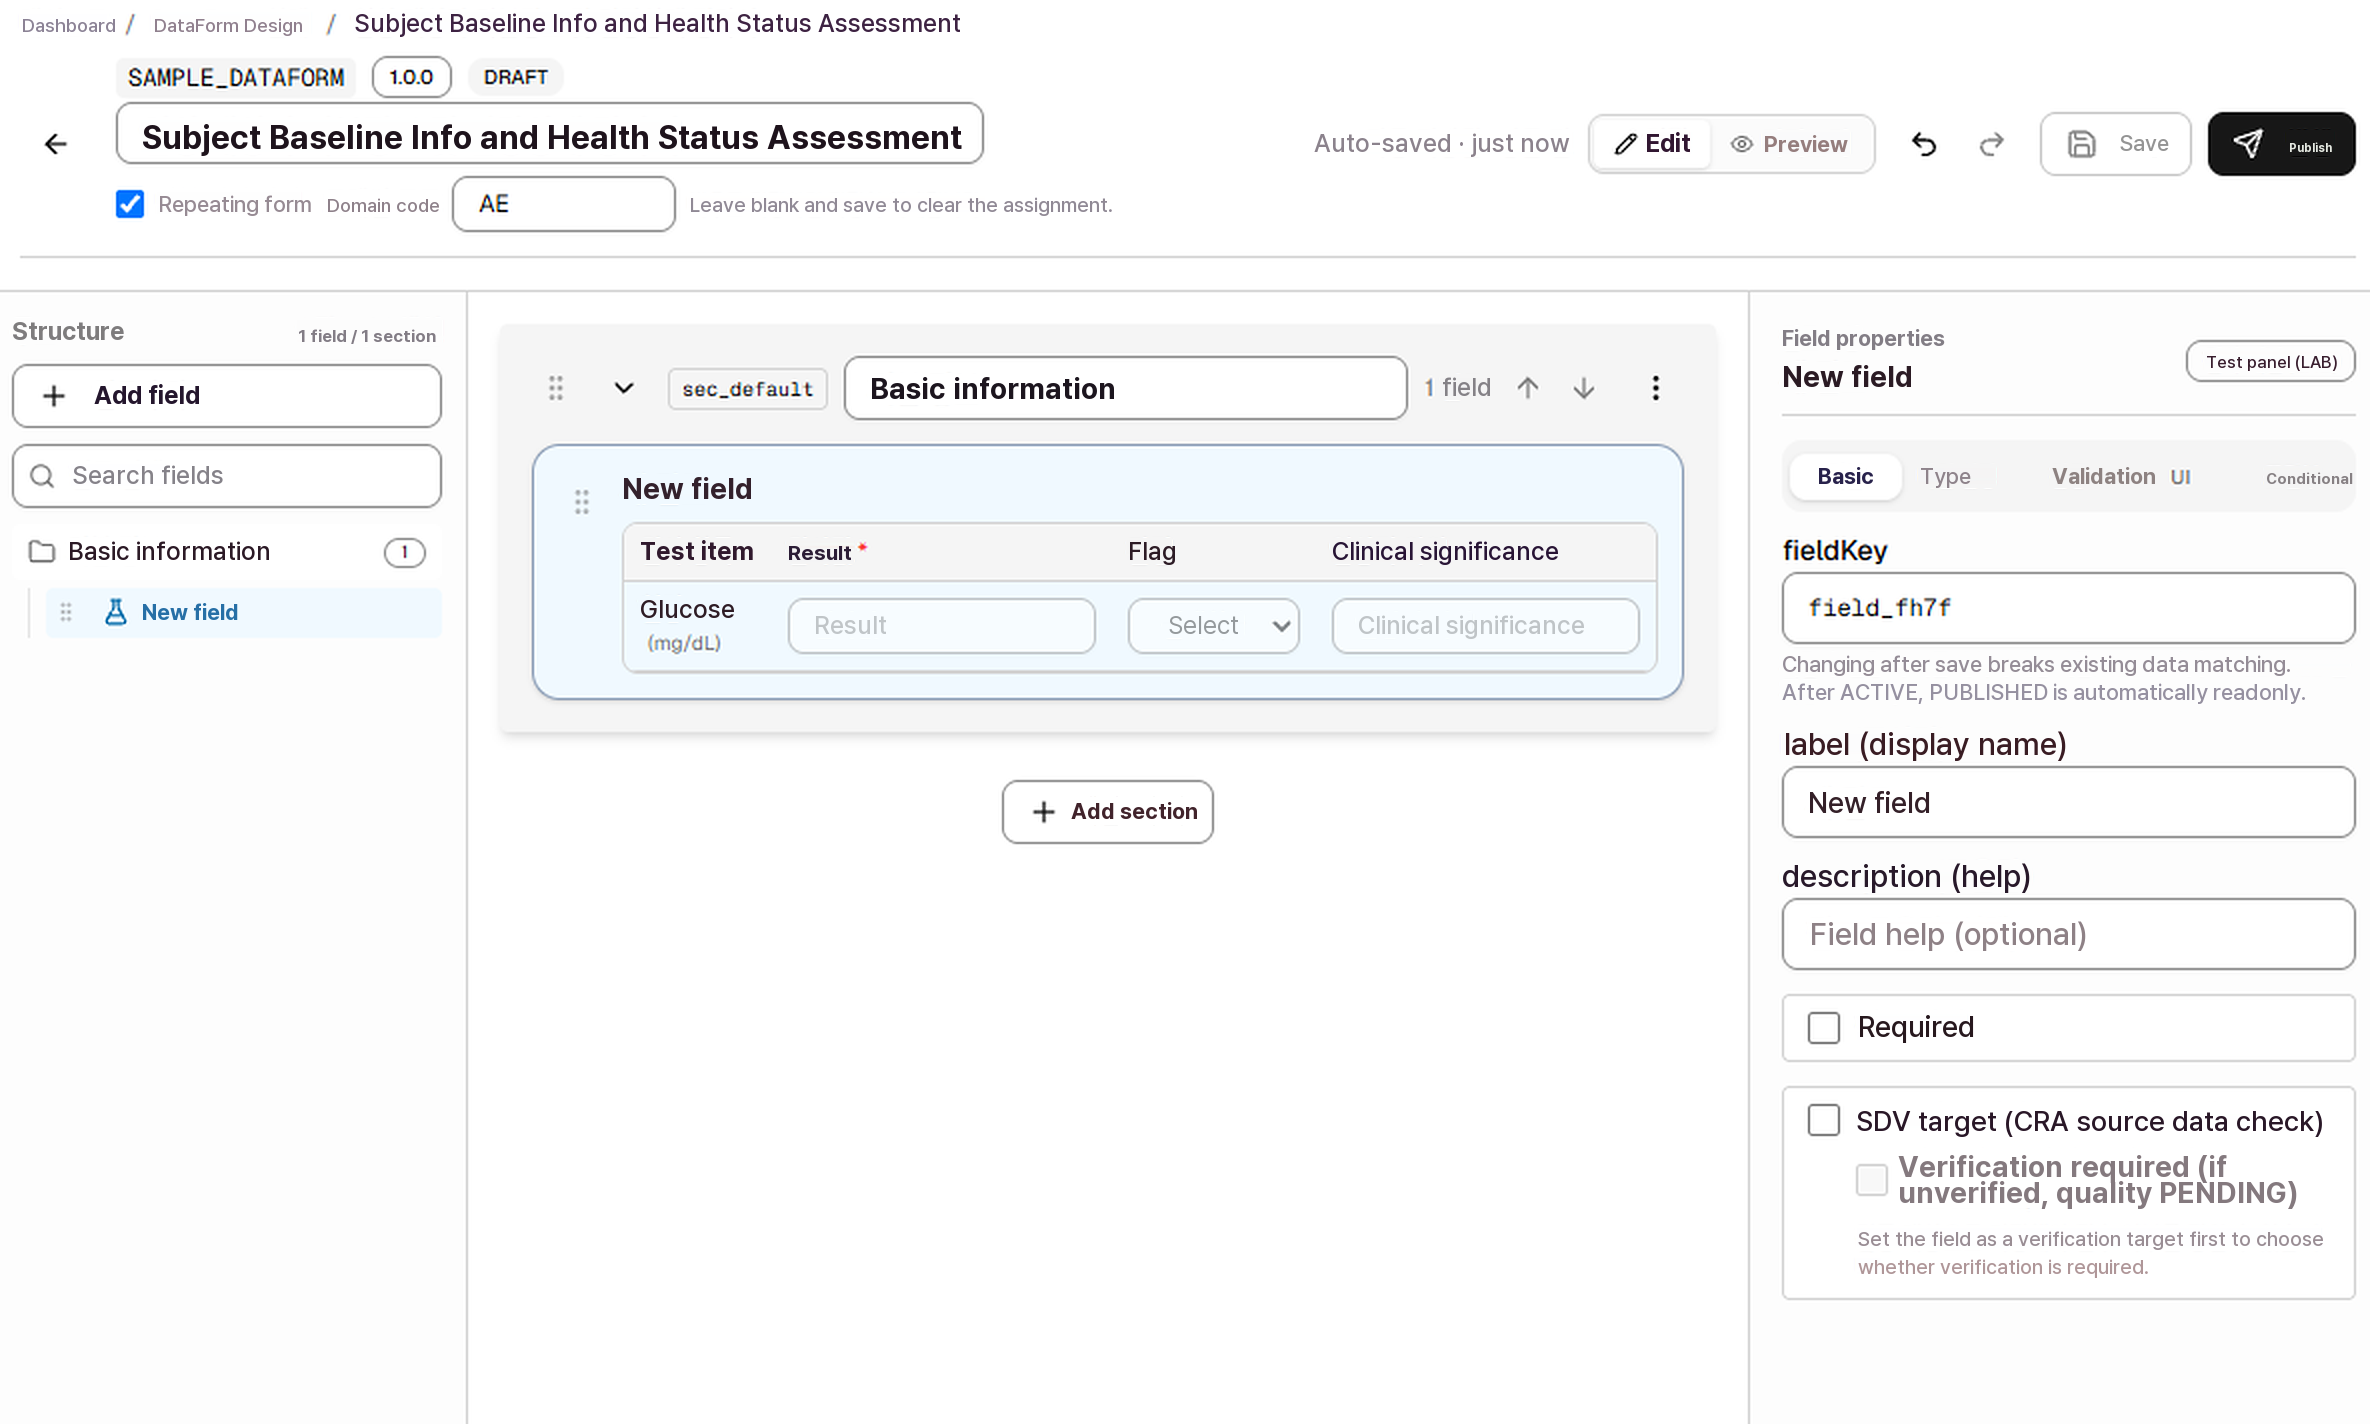 Dashboard / DataForm Design / Subject Baseline Info and Health Status Assessment
SAMPLE_DATAFORM 1.0.0 DRAFT
Subject Baseline Info and Health Status Assessment
Auto-saved · just now Edit Preview Save Publish
Repeating form Domain code AE Leave blank and save to clear the assignment.
Structure 1 field / 1 section
Add field
Search fields
Basic information 1
New field
sec_default Basic information 1 field
New field
Test item Result * Flag Clinical significance
Glucose Result Select Clinical significance
(mg/dL)
Add section
Field properties
New field
Test panel (LAB)
Basic Type Validation UI Conditional
fieldKey
field_fh7f
Changing after save breaks existing data matching.
After ACTIVE, PUBLISHED is automatically readonly.
label (display name)
New field
description (help)
Field help (optional)
Required
SDV target (CRA source data check)
Verification required (if
unverified, quality PENDING)
Set the field as a verification target first to choose
whether verification is required.